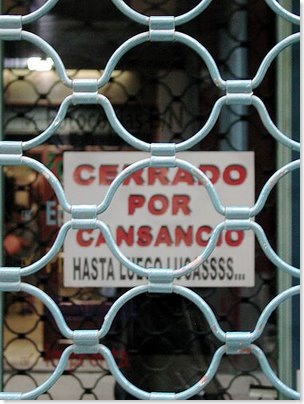 CERRADO
POR
CANSANCIO
HASTA LUEGO LUCASSSS...